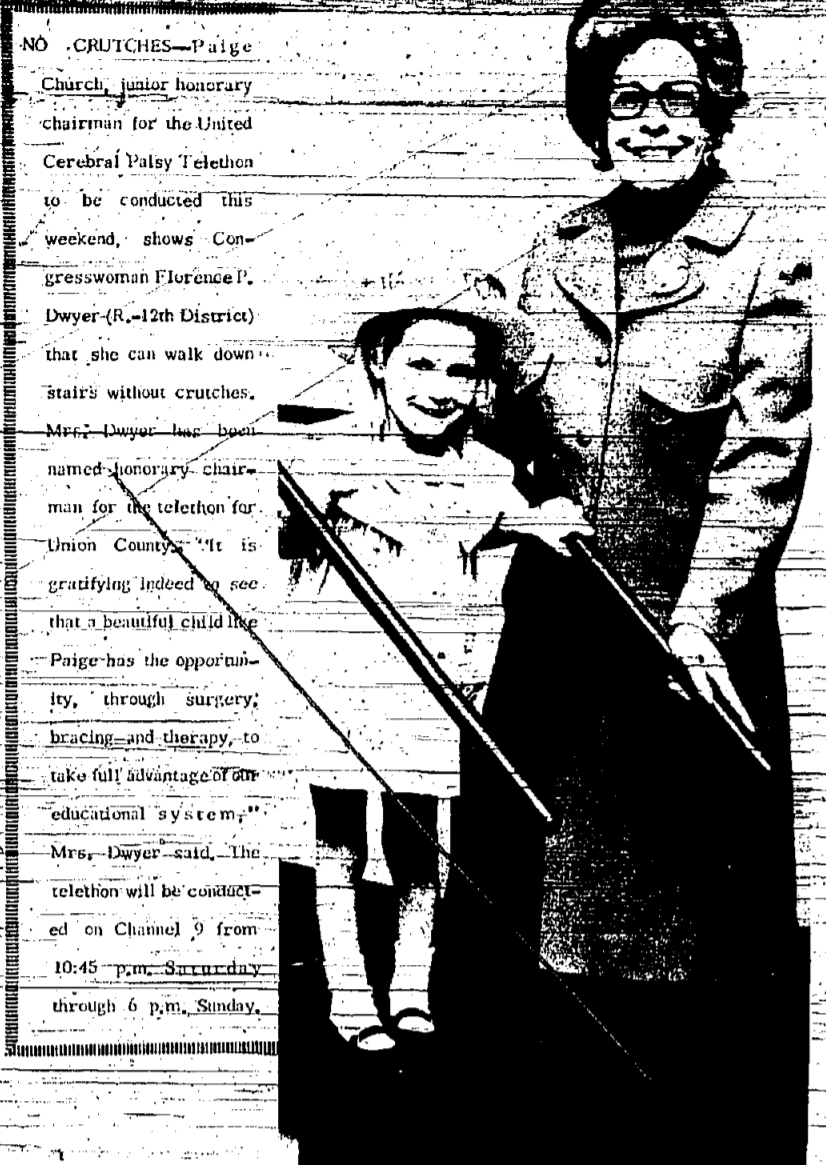 NO CRUTCHES—Paige
Church, junior honorary
chairman for the United
Cerebral Palsy Telethon
to be conducted this
weekend, shows Con-
gresswoman Florence P.
Dwyer (R.-12th District)
that she can walk down
stairs without crutches.
Mrs. Dwyer has been
named honorary chair-
man for the telethon for
Union County. "It is
gratifying indeed to see
that a beautiful child like
Paige has the opportun-
ity, through surgery,
bracing and therapy, to
take full advantage of our
educational system,"
Mrs. Dwyer said. The
telethon will be conduct-
ed on Channel 9 from
10:45 p.m. Saturday
through 6 p.m. Sunday.